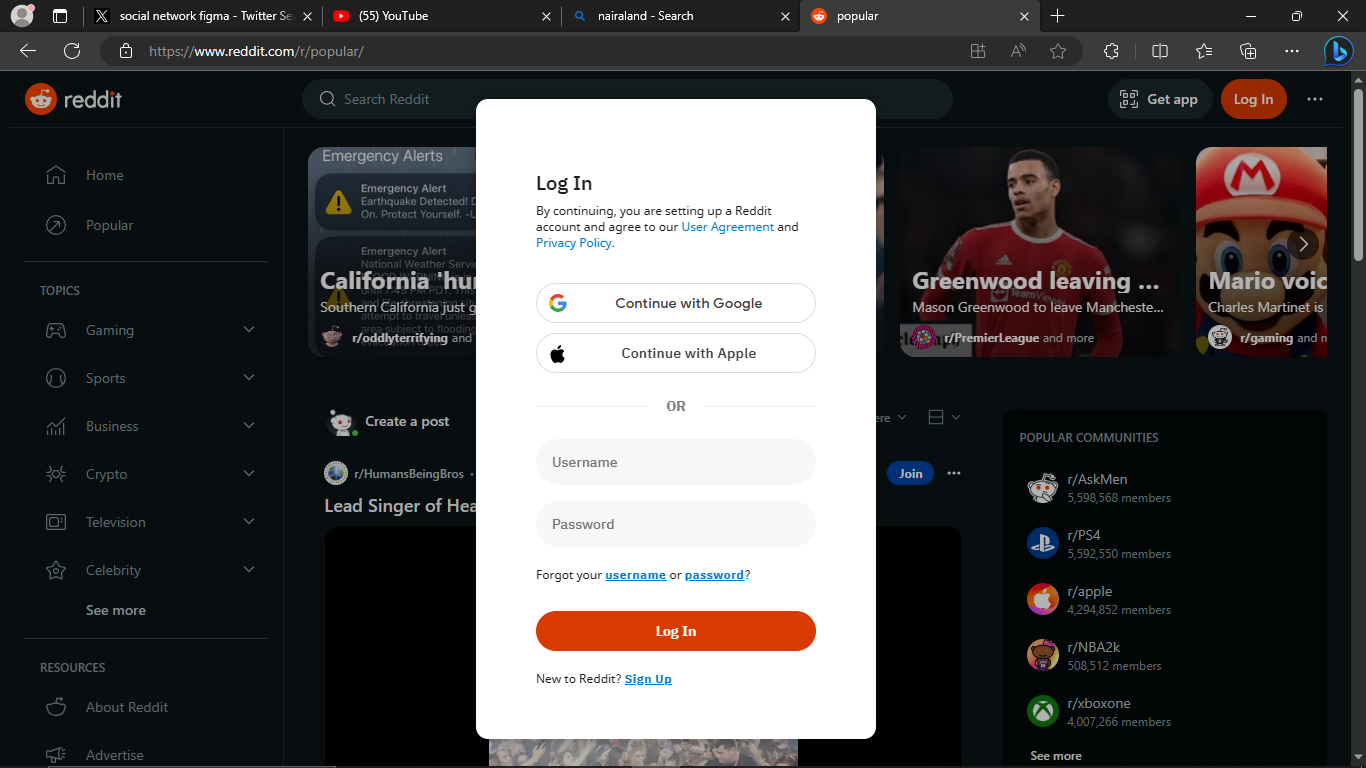 social network figma - Twitter Se
(55) YouTube
nairaland - Search
popular
https://www.reddit.com/r/popular/
reddit
Search Reddit
Get app
Log In
Home
Popular
TOPICS
Gaming
Sports
Business
Crypto
Television
Celebrity
See more
RESOURCES
About Reddit
Advertise
Emergency Alerts
Emergency Alert
Earthquake Detected! D
On. Protect Yourself. -U
Emergency Alert
National Weather Servic
California 'hur
Southern California just g
r/oddlyterrifying and
Greenwood leaving ...
Mason Greenwood to leave Mancheste...
r/PremierLeague and more
Mario voic
Charles Martinet is
r/gaming and n
Create a post
r/HumansBeingBros •
Join
Lead Singer of Hea
Log In
By continuing, you are setting up a Reddit
account and agree to our User Agreement and
Privacy Policy.
Continue with Google
Continue with Apple
OR
Username
Password
Forgot your username or password?
Log In
New to Reddit? Sign Up
POPULAR COMMUNITIES
r/AskMen
5,598,568 members
r/PS4
5,592,550 members
r/apple
4,294,852 members
r/NBA2k
508,512 members
r/xboxone
4,007,266 members
See more